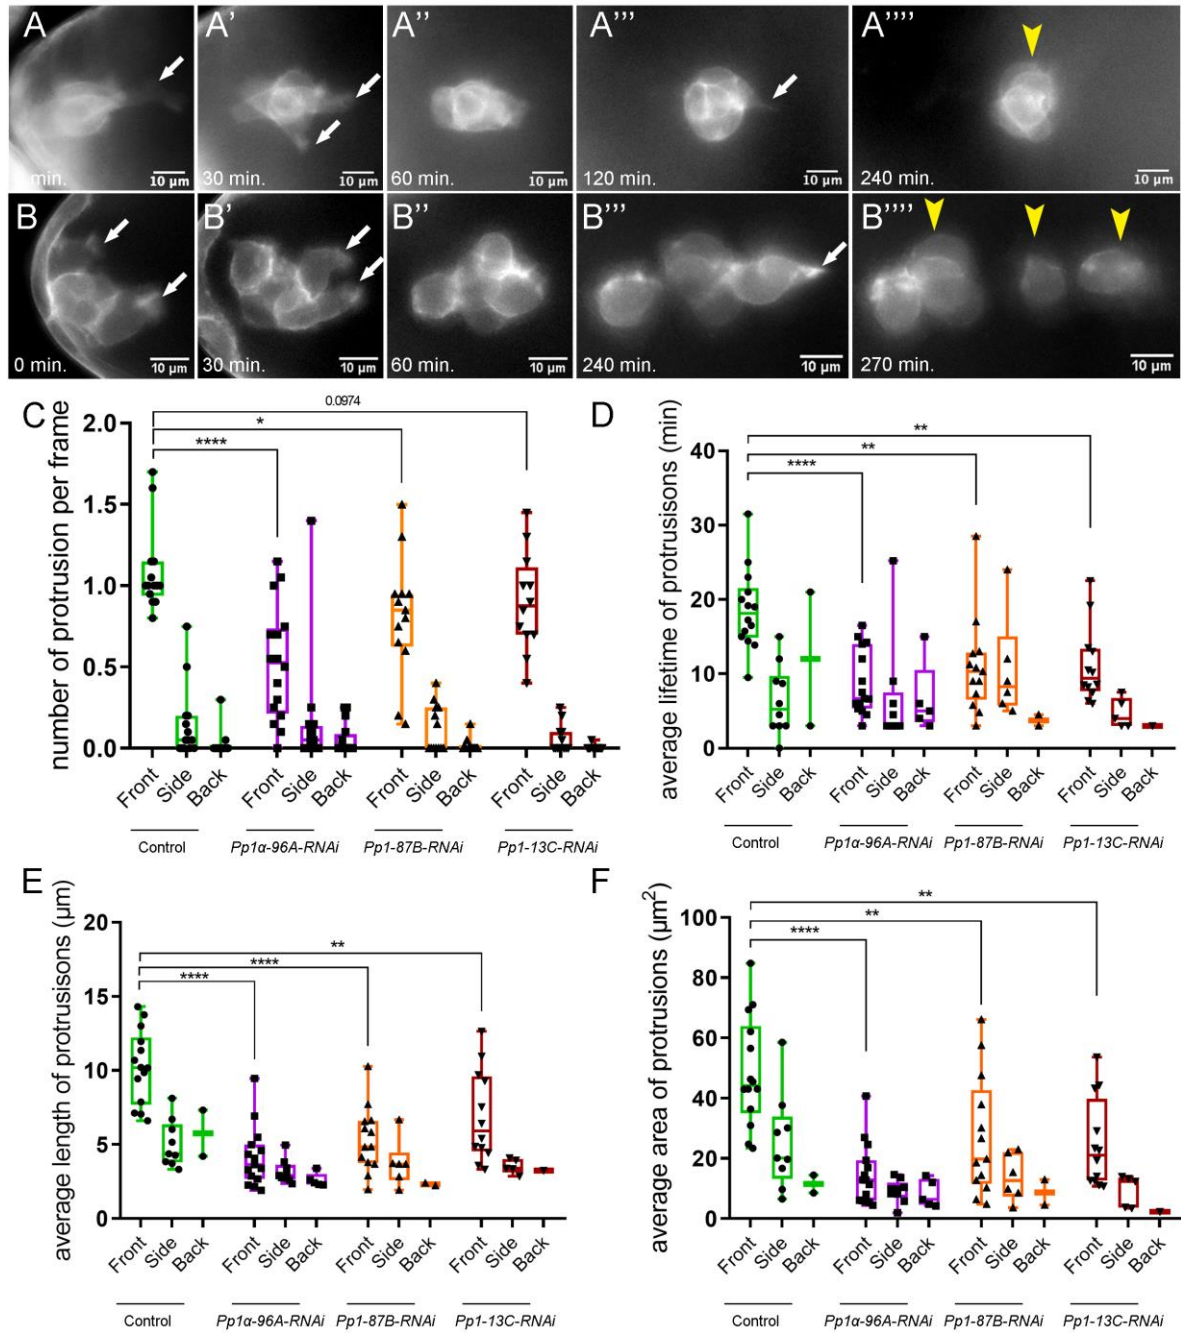 A
A'
A''
A'''
A''''
min.
10 µm
30 min.
10 µm
60 min.
10 µm
120 min.
10 µm
240 min.
10 µm
B
B'
B''
B'''
B''''
0 min.
10 µm
30 min.
10 µm
60 min.
10 µm
240 min.
10 µm
270 min.
10 µm
C
number of protrusion per frame
2.0
1.5
1.0
0.5
0.0
0.0974
*
****
Front
Side
Back
Front
Side
Back
Front
Side
Back
Front
Side
Back
Control
Pp1α-96A-RNAi
Pp1-87B-RNAi
Pp1-13C-RNAi
D
average lifetime of protrusisons (min)
40
30
20
10
0
**
**
****
Front
Side
Back
Front
Side
Back
Front
Side
Back
Front
Side
Back
Control
Pp1α-96A-RNAi
Pp1-87B-RNAi
Pp1-13C-RNAi
E
average length of protrusisons (µm)
20
15
10
5
0
**
****
****
Front
Side
Back
Front
Side
Back
Front
Side
Back
Front
Side
Back
Control
Pp1α-96A-RNAi
Pp1-87B-RNAi
Pp1-13C-RNAi
F
average area of protrusions (µm²)
100
80
60
40
20
0
**
**
****
Front
Side
Back
Front
Side
Back
Front
Side
Back
Front
Side
Back
Control
Pp1α-96A-RNAi
Pp1-87B-RNAi
Pp1-13C-RNAi